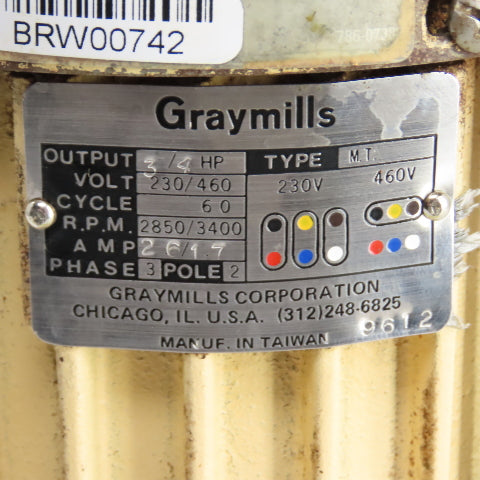 BRW00742
Graymills
OUTPUT 3/4 HP TYPE M.T:
VOLT 230/460 230V 460V
CYCLE 60
R.P.M. 2850/3400
AMP 2.6/1.7
PHASE 3 POLE 2
GRAYMILLS CORPORATION
CHICAGO, IL. U.S.A. (312)248-6825
9612
MANUF. IN TAIWAN